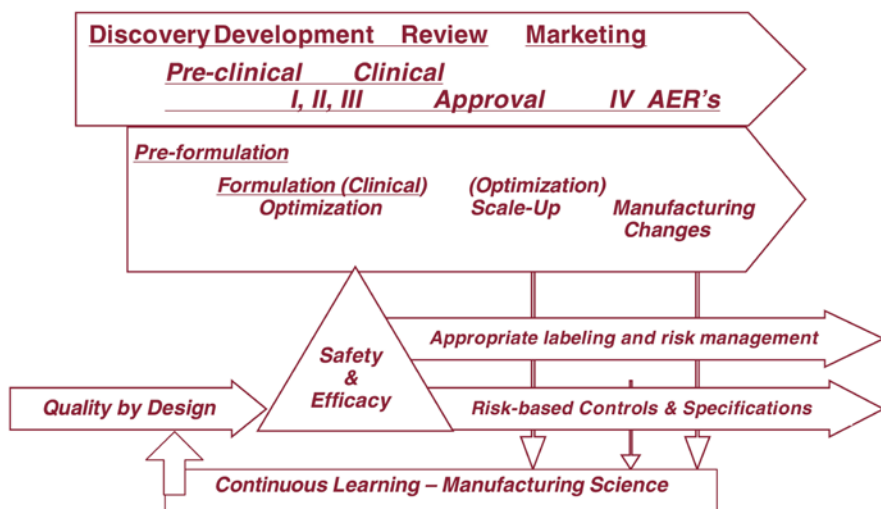 Discovery Development Review Marketing
Pre-clinical Clinical
I, II, III Approval IV AER's
Pre-formulation
Formulation (Clinical) (Optimization)
Optimization Scale-Up Manufacturing
Changes
Appropriate labeling and risk management
Safety
&
Efficacy
Quality by Design
Risk-based Controls & Specifications
Continuous Learning – Manufacturing Science